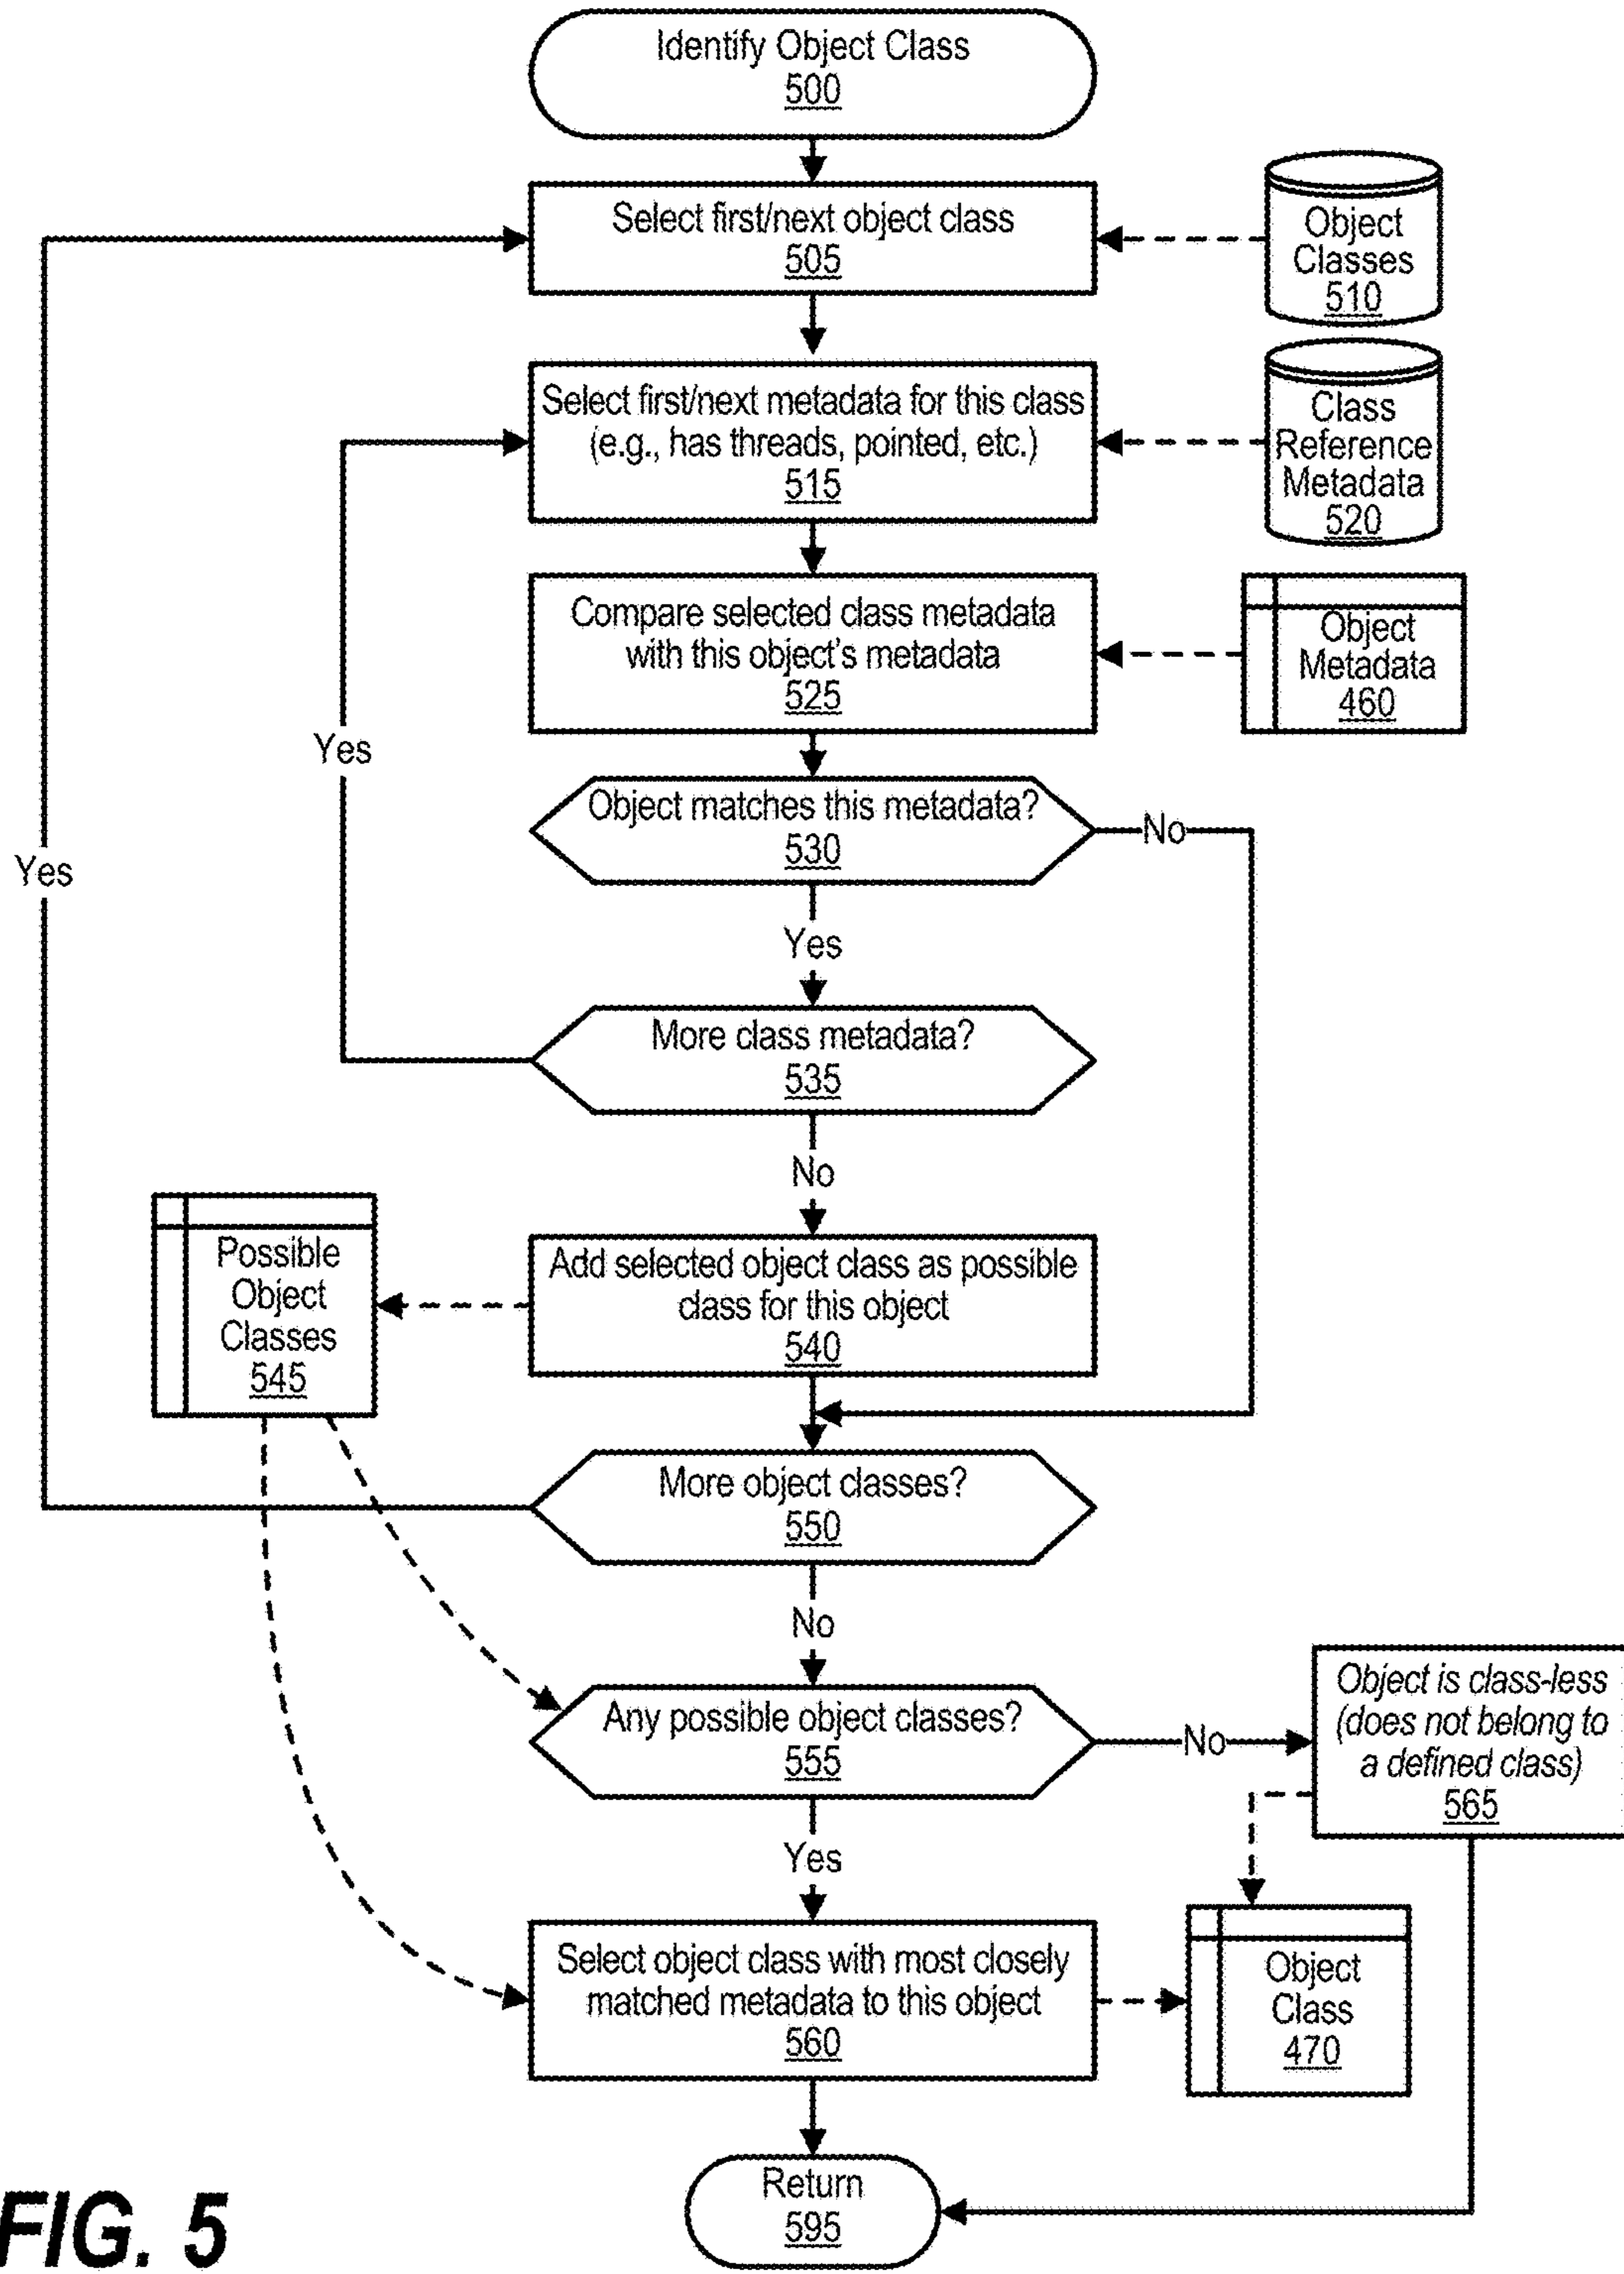 Identify Object Class
500
Select first/next object class
505
Object
Classes
510
Select first/next metadata for this class
(e.g., has threads, pointed, etc.)
515
Class
Reference
Metadata
520
Compare selected class metadata
with this object's metadata
525
Object
Metadata
460
Yes
Object matches this metadata?
530
No
Yes
Yes
More class metadata?
535
No
Possible
Object
Classes
545
Add selected object class as possible
class for this object
540
More object classes?
550
No
Any possible object classes?
555
No
Object is class-less
(does not belong to
a defined class)
565
Yes
Select object class with most closely
matched metadata to this object
560
Object
Class
470
Return
595
FIG. 5